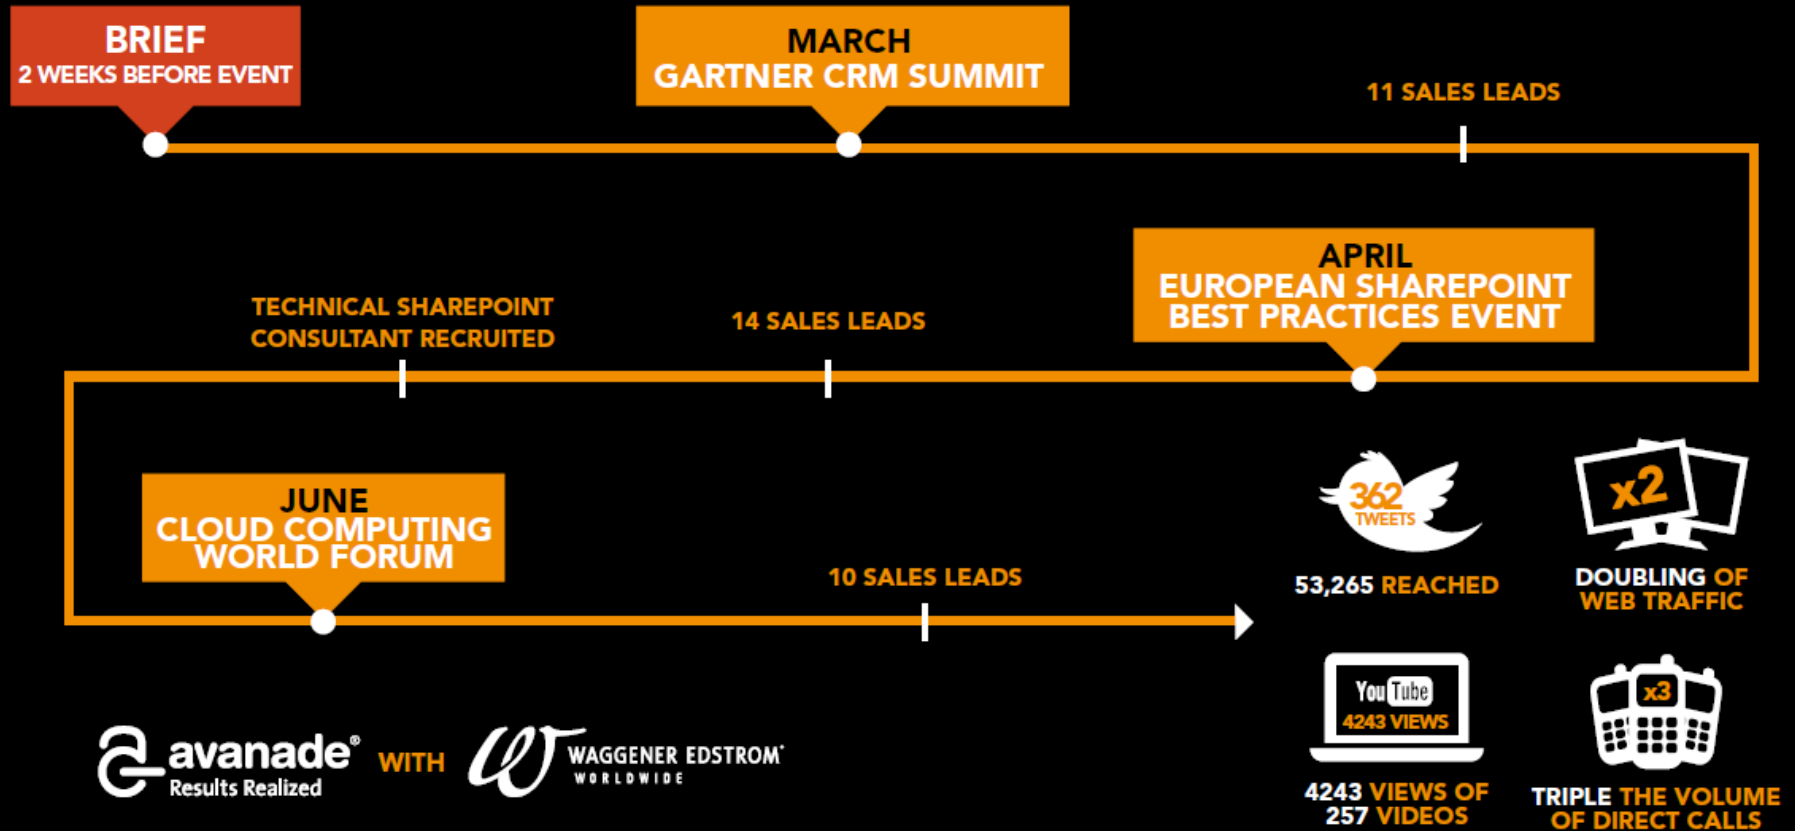 BRIEF
2 WEEKS BEFORE EVENT
MARCH
GARTNER CRM SUMMIT
11 SALES LEADS
APRIL
EUROPEAN SHAREPOINT
BEST PRACTICES EVENT
14 SALES LEADS
TECHNICAL SHAREPOINT
CONSULTANT RECRUITED
JUNE
CLOUD COMPUTING
WORLD FORUM
10 SALES LEADS
362
TWEETS
53,265 REACHED
x2
DOUBLING OF
WEB TRAFFIC
YouTube
4243 VIEWS
4243 VIEWS OF
257 VIDEOS
x3
TRIPLE THE VOLUME
OF DIRECT CALLS
avanade®
Results Realized
WITH
W
WAGGENER EDSTROM
WORLDWIDE